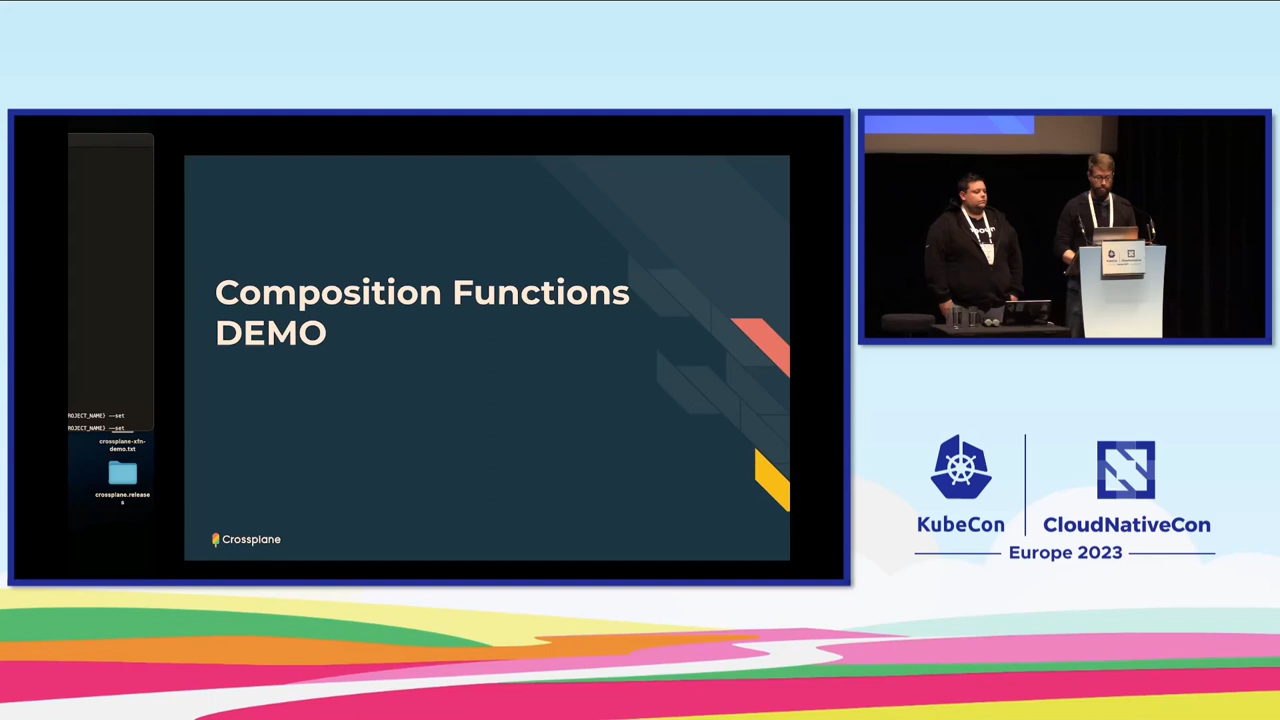 ROJECT_NAME) --set
ROJECT_NAME) --set
crossplane-xfn-
demo.txt
crossplane.release
s
Composition Functions
DEMO
Crossplane
KubeCon
CloudNativeCon
Europe 2023